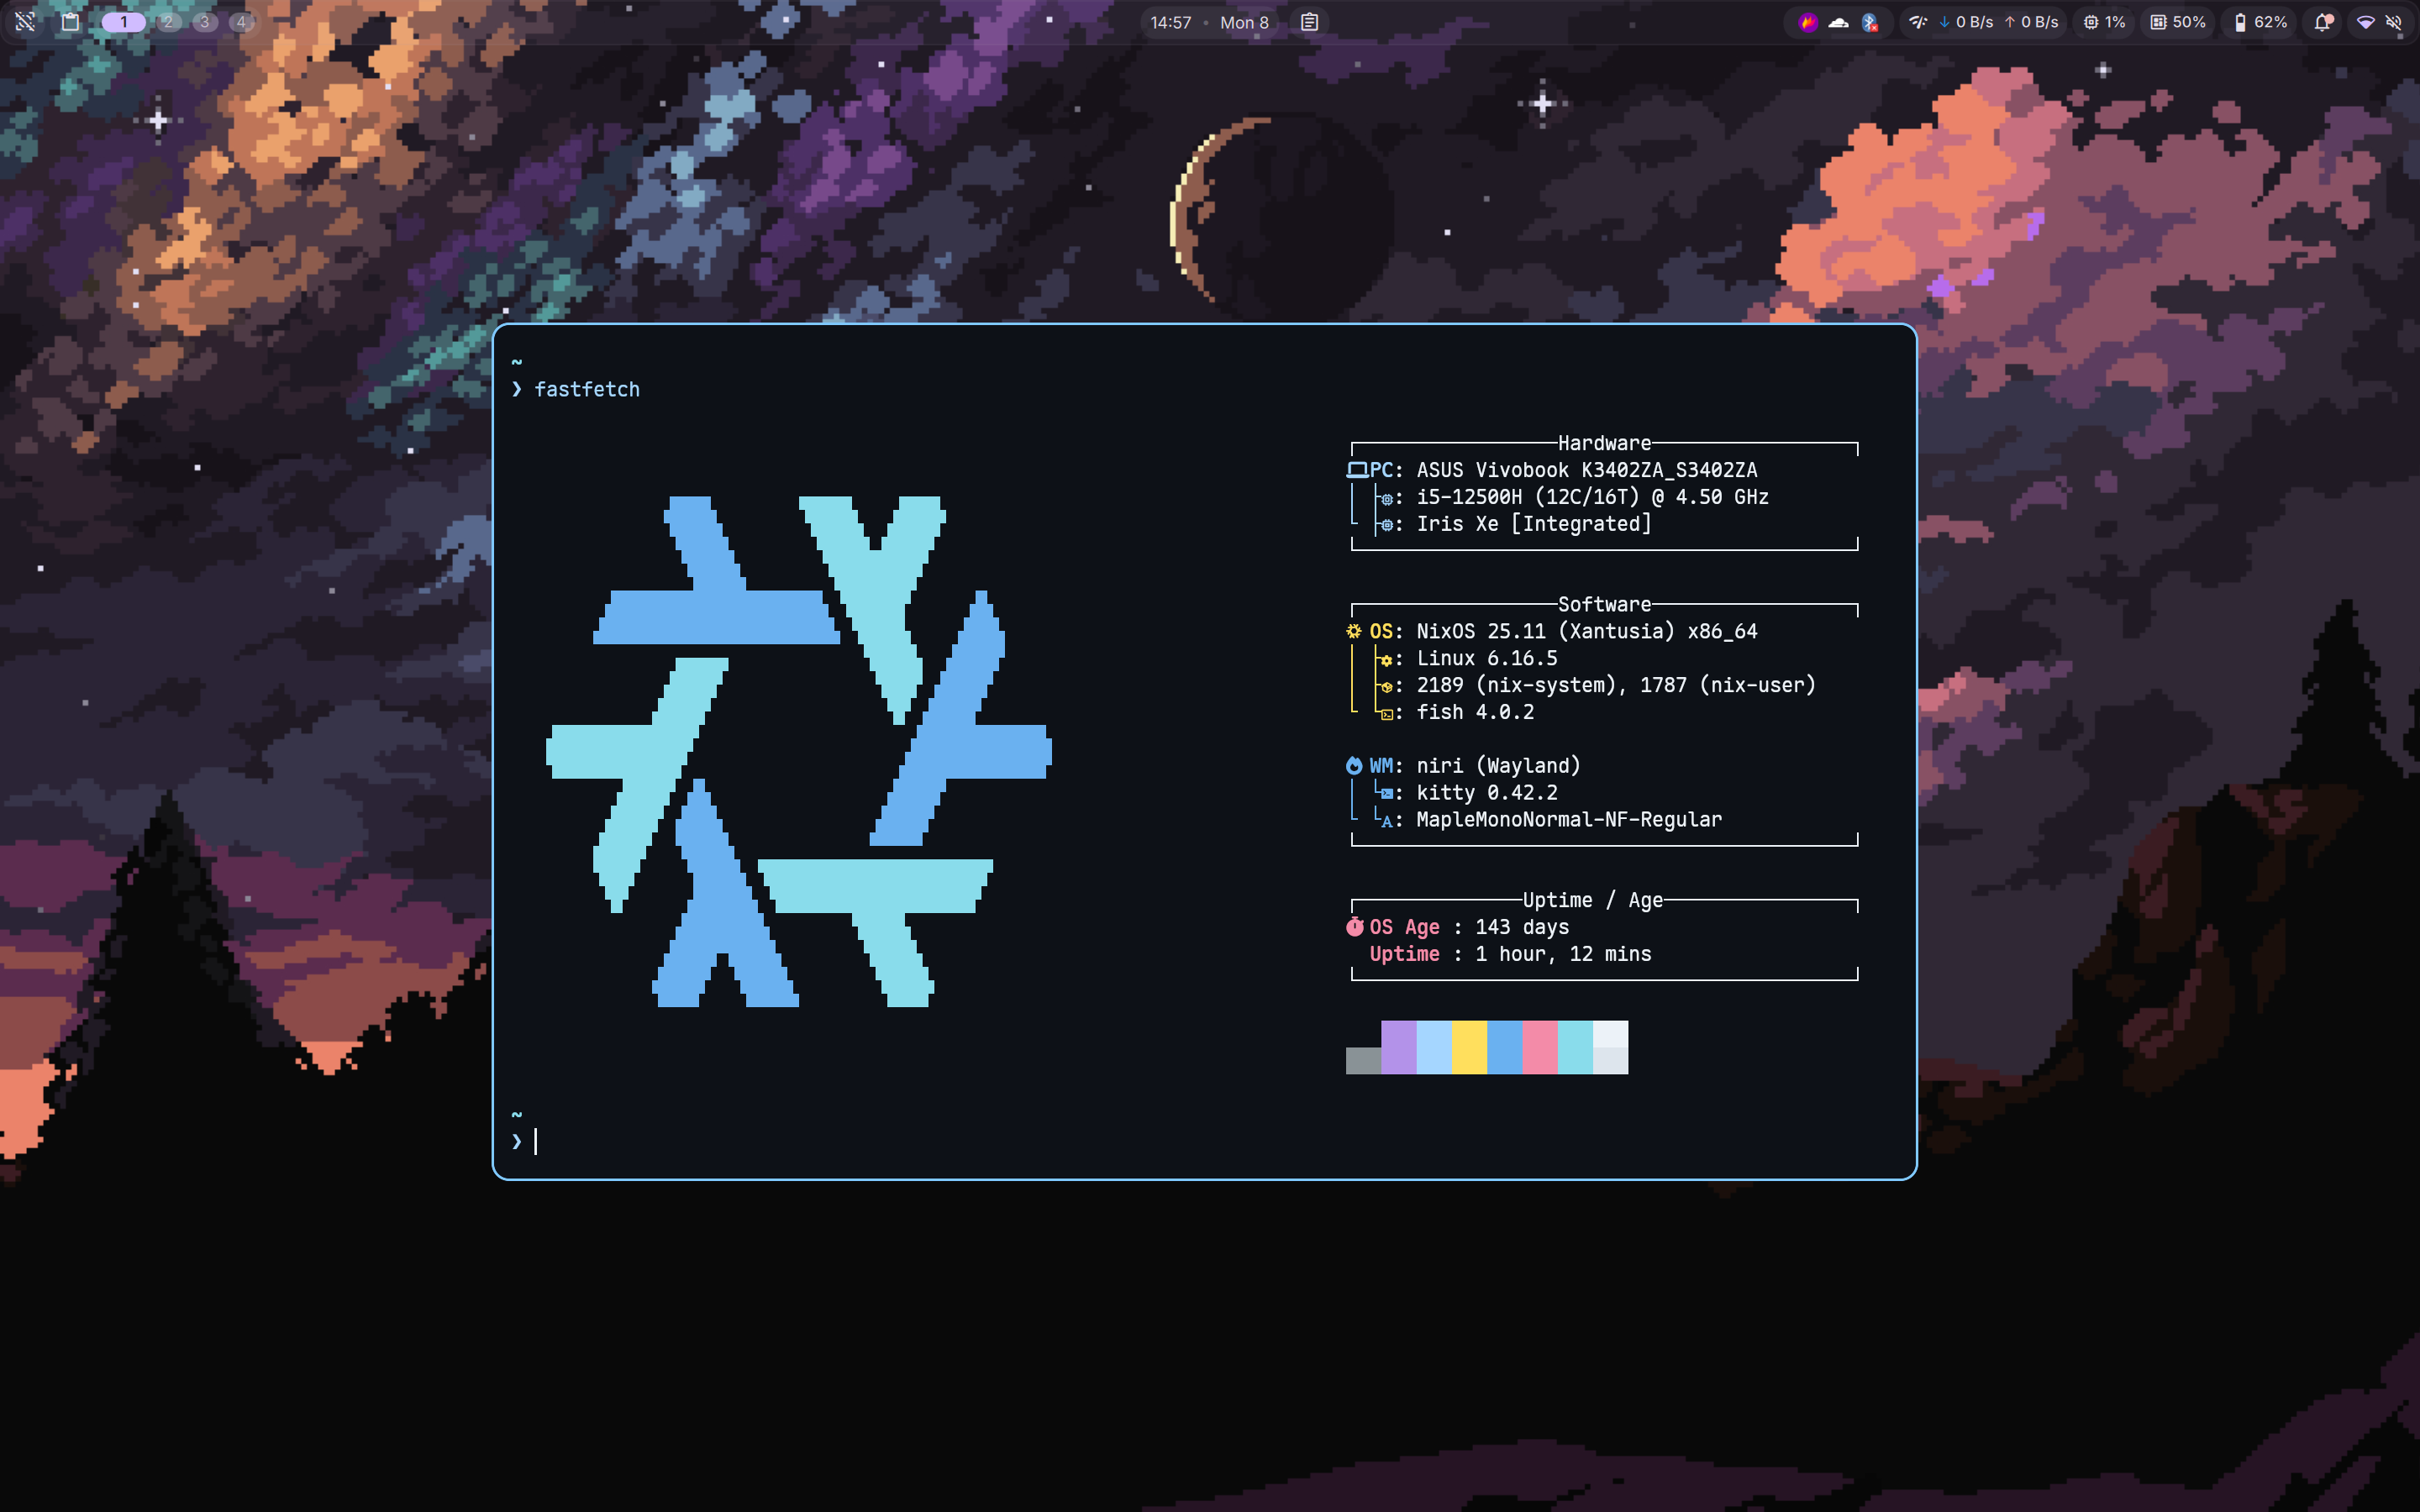 1 2 3 4
14:57 • Mon 8
↓ 0 B/s ↑ 0 B/s 1% 50% 62%
~
❯ fastfetch
Hardware
PC: ASUS Vivobook K3402ZA_S3402ZA
: i5-12500H (12C/16T) @ 4.50 GHz
: Iris Xe [Integrated]
Software
OS: NixOS 25.11 (Xantusia) x86_64
: Linux 6.16.5
: 2189 (nix-system), 1787 (nix-user)
: fish 4.0.2
WM: niri (Wayland)
: kitty 0.42.2
: MapleMonoNormal-NF-Regular
Uptime / Age
OS Age : 143 days
Uptime : 1 hour, 12 mins
~
❯